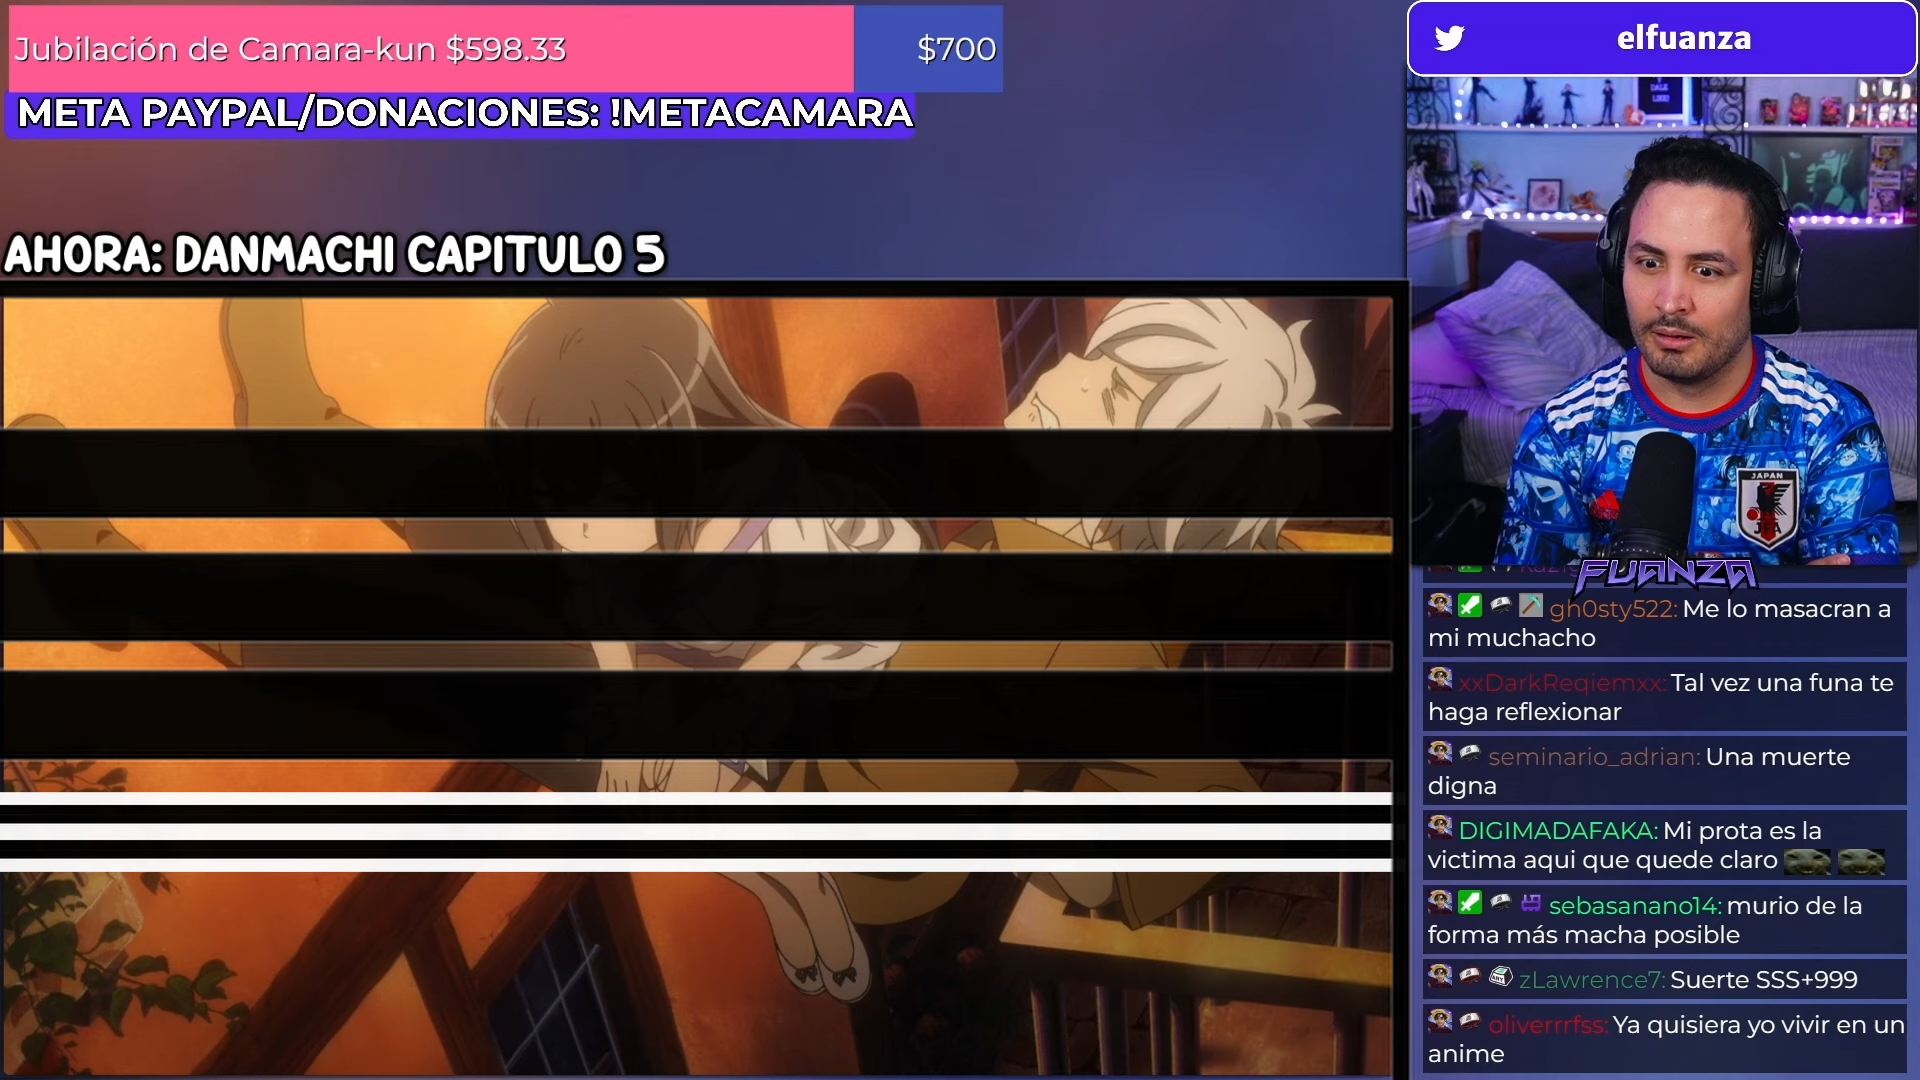 Jubilación de Camara-kun $598.33
$700
META PAYPAL/DONACIONES: !METACAMARA
AHORA: DANMACHI CAPITULO 5
elfuanza
JAPAN
JFA
FUANZA
gh0sty522: Me lo masacran a
mi muchacho
xxDarkReqiemxx: Tal vez una funa te
haga reflexionar
seminario_adrian: Una muerte
digna
DIGIMADAFAKA: Mi prota es la
victima aqui que quede claro
sebasanano14: murio de la
forma más macha posible
zLawrence7: Suerte SSS+999
oliverrrfss: Ya quisiera yo vivir en un
anime